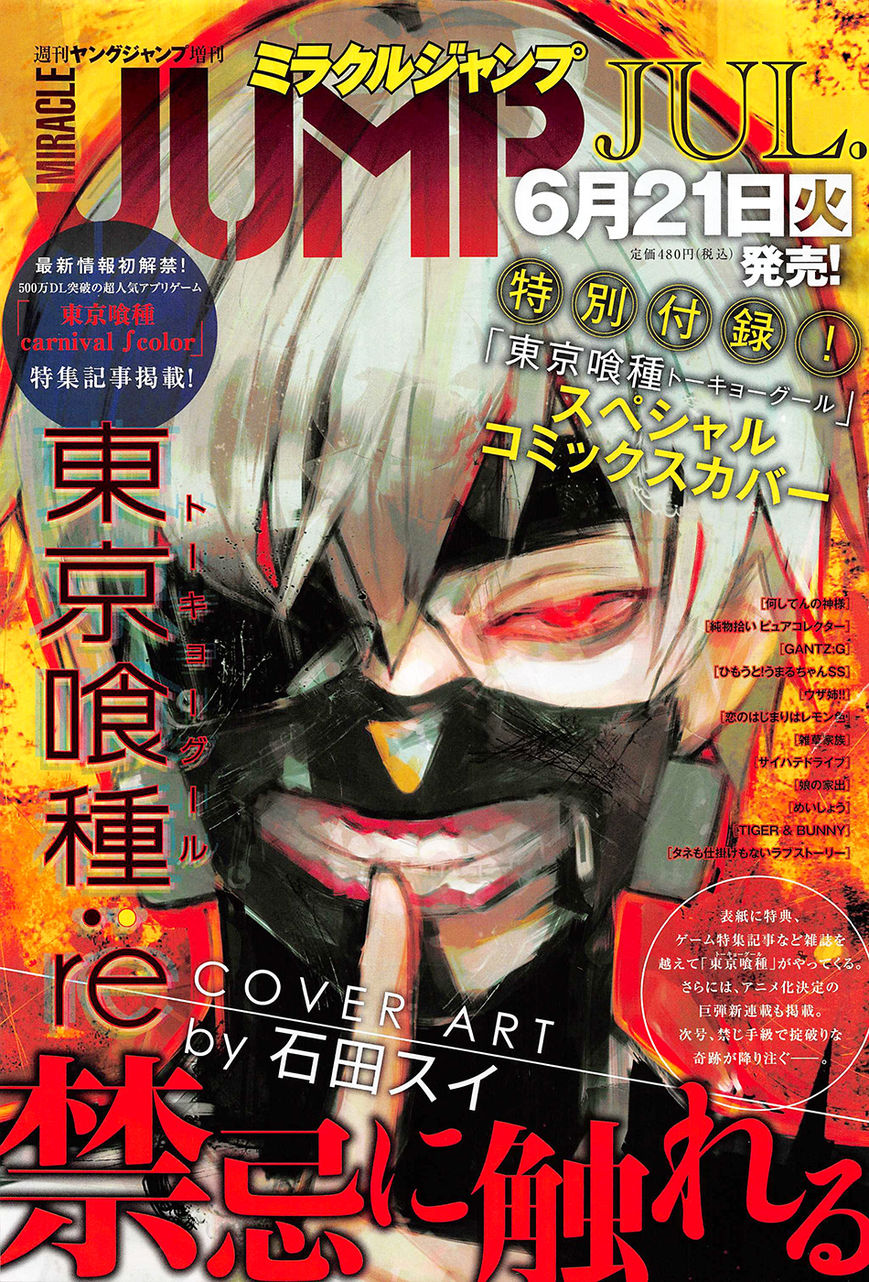 週刊ヤングジャンプ増刊
ミラクルジャンプ
MIRACLE
JUMP
JUL.
6月21日火
定価480円(税込)
発売!
最新情報初解禁!
500万DL突破の超人気アプリゲーム
「東京喰種
carnival ∫color」
特集記事掲載!
特別付録!
「東京喰種トーキョーグール」
スペシャル
コミックスカバー
東京喰種:re
トーキョーグール
[何してんの神様]
[純物拾い ピュアコレクター]
[GANTZ:G]
[ひもうと!うまるちゃんSS]
[ウザ姉!!]
[恋のはじまりはレモン色]
[雑草家族]
[サイハテドライブ]
[娘の家出]
[めいしょう]
[TIGER & BUNNY]
[タネも仕掛けもないラブストーリー]
表紙に特典、
ゲーム特集記事など雑誌を
越えて「東京喰種トーキョーグール」がやってくる。
さらには、アニメ化決定の
巨弾新連載も掲載。
次号、禁じ手級で掟破りな
奇跡が降り注ぐ──。
COVER ART
by 石田スイ
禁忌に触れる